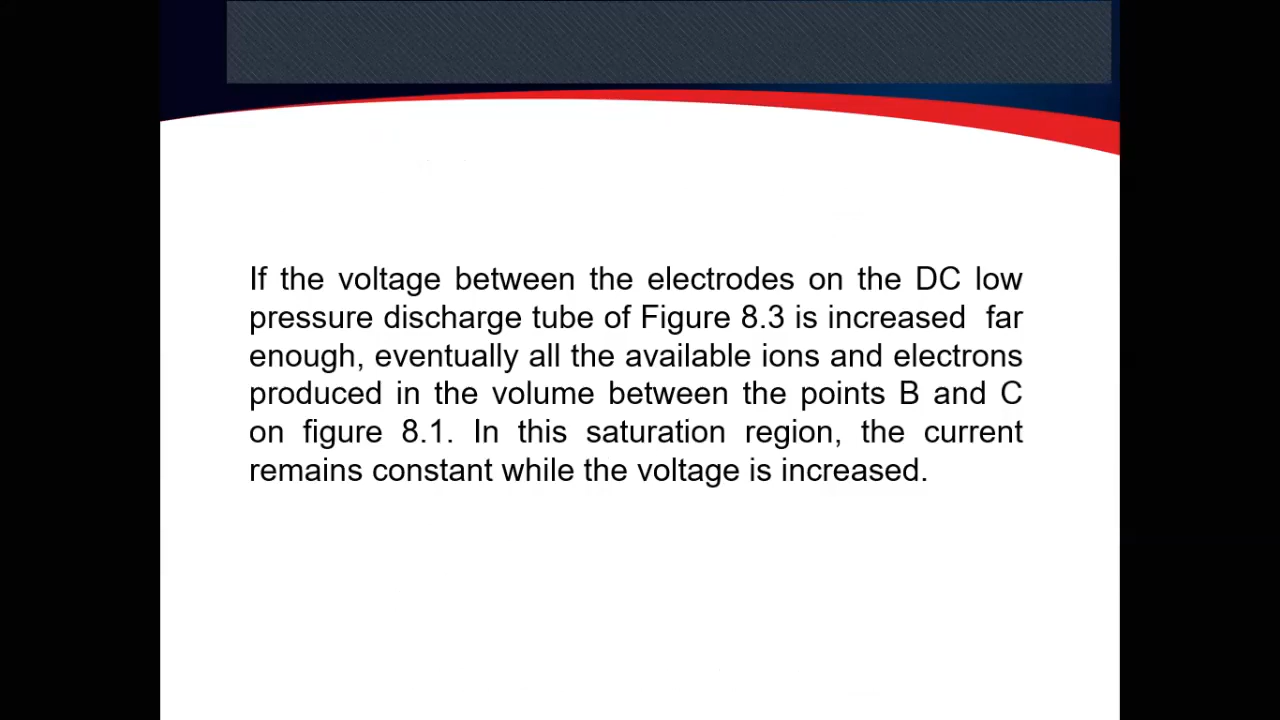 If the voltage between the electrodes on the DC low
pressure discharge tube of Figure 8.3 is increased far
enough, eventually all the available ions and electrons
produced in the volume between the points B and C
on figure 8.1. In this saturation region, the current
remains constant while the voltage is increased.